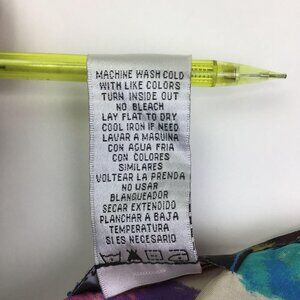 MACHINE WASH COLD
WITH LIKE COLORS
TURN INSIDE OUT
NO BLEACH
LAY FLAT TO DRY
COOL IRON IF NEED
LAVAR A MAQUINA
CON AGUA FRIA
CON COLORES
SIMILARES
VOLTEAR LA PRENDA
NO USAR
BLANQUEADOR
SECAR EXTENDIDO
PLANCHAR A BAJA
TEMPERATURA
SI ES NECESARIO